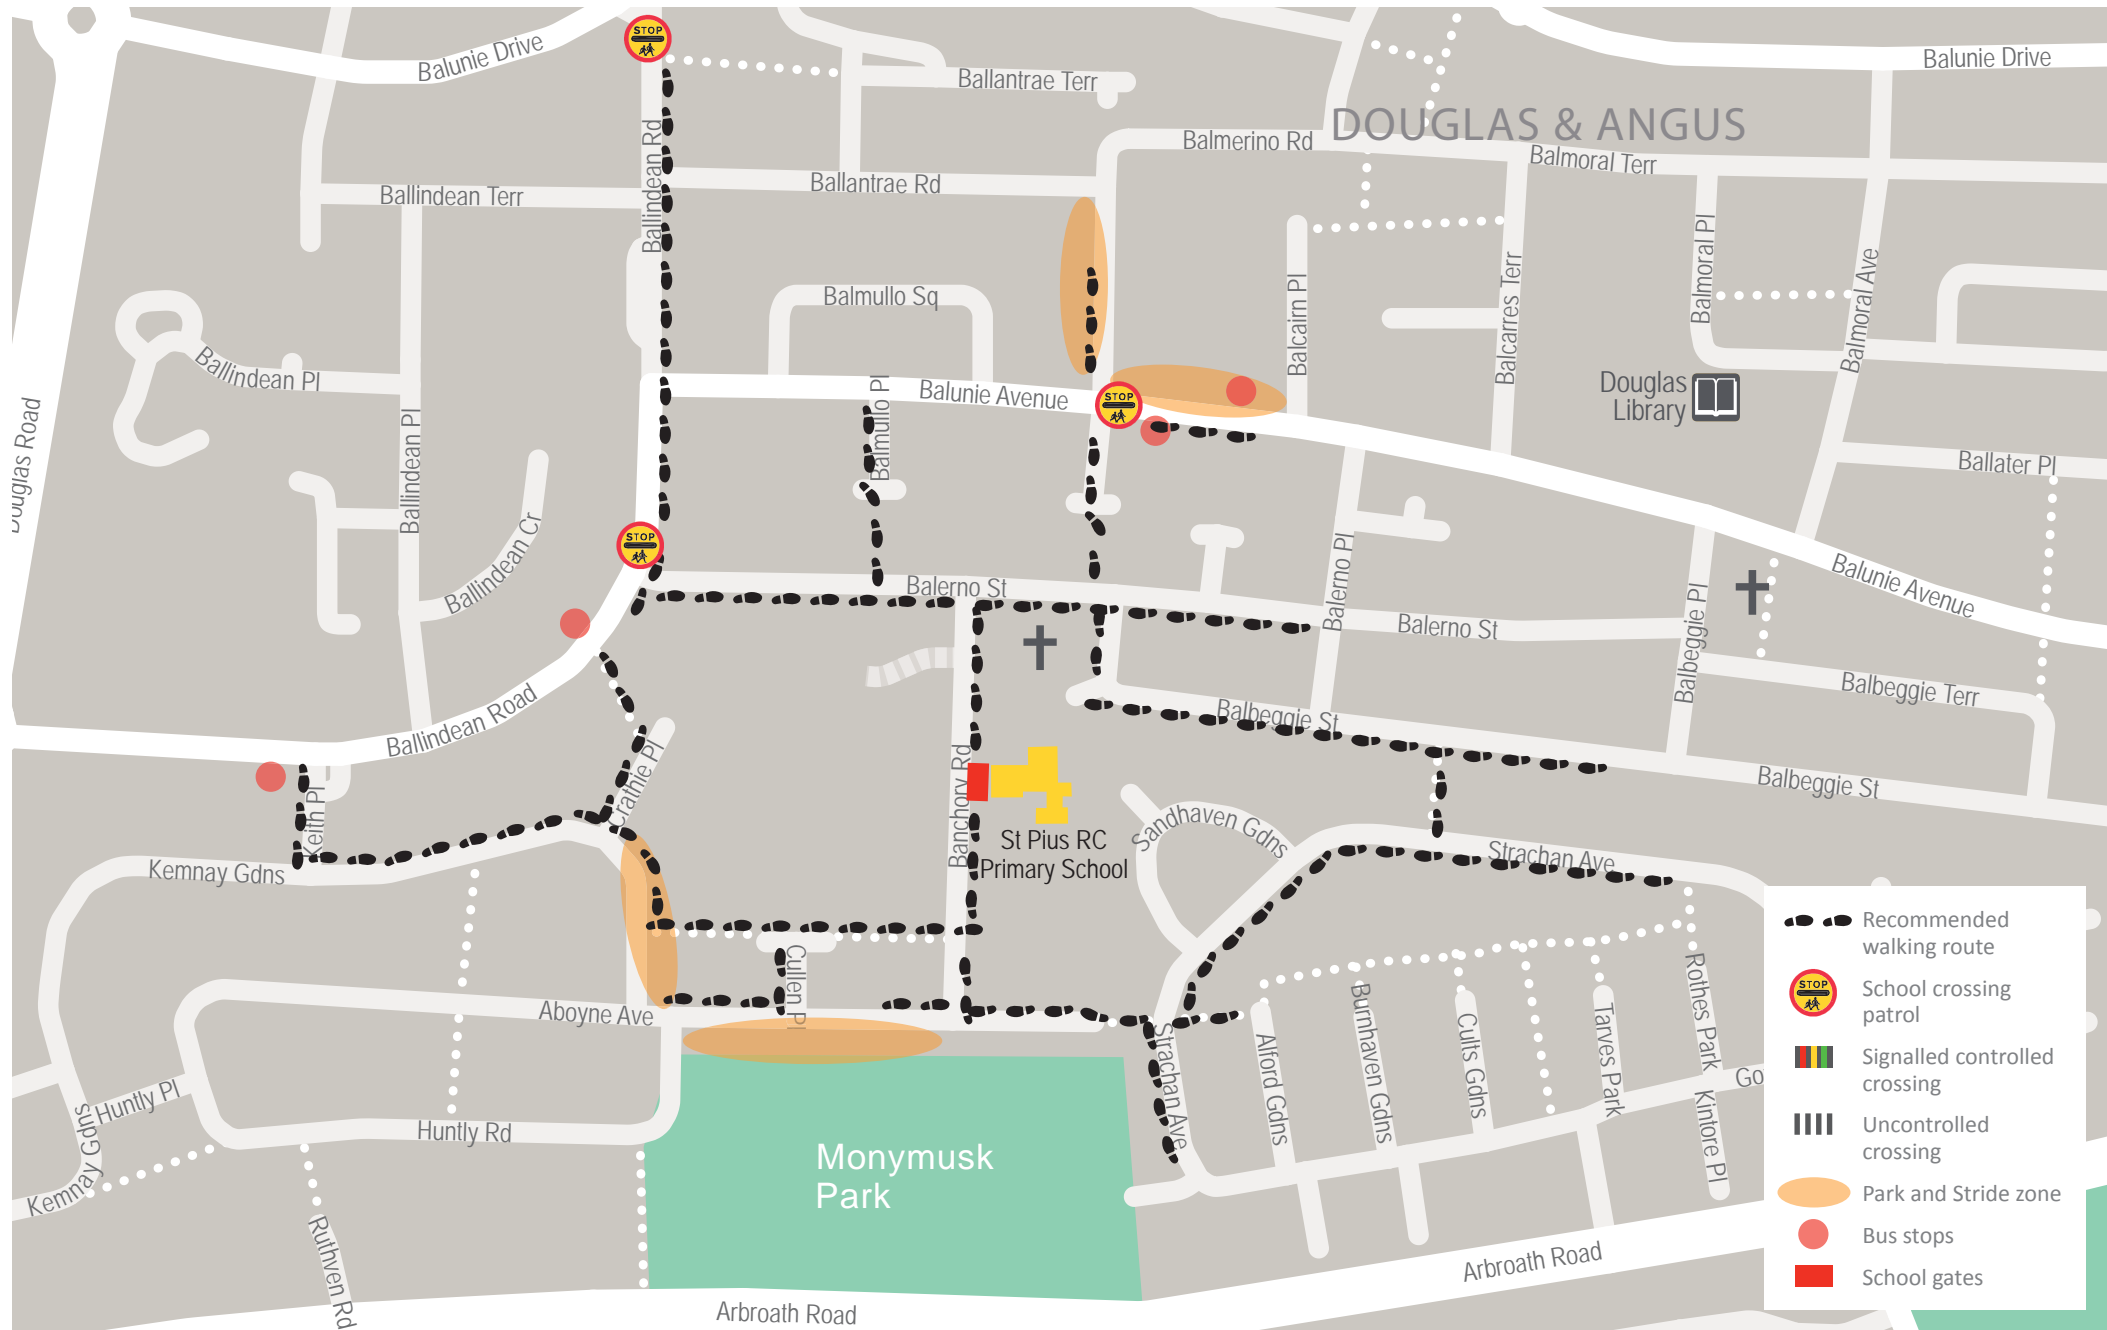 STOP
Balunie Drive
Balunie Drive
Ballantrae Terr
DOUGLAS & ANGUS
Balmerino Rd
Balmoral Terr
Ballindean Rd
Ballindean Terr
Ballantrae Rd
Balmoral Pl
Balmoral Ave
Balmullo Sq
Balcairn Pl
Balcarres Terr
Ballindean Pl
Balunie Avenue
STOP
Douglas
Library
Douglas Road
Ballindean Pl
Balmullo Pl
Ballater Pl
STOP
Ballindean Cr
Balerno St
Balerno Pl
Balerno St
Balbeggie Pl
Balunie Avenue
Balbeggie Terr
Ballindean Road
Balbeggie St
Balbeggie St
Keith Pl
Crathie Pl
Banchory Rd
St Pius RC
Primary School
Sandhaven Gdns
Strachan Ave
Kemnay Gdns
Cullen Pl
Aboyne Ave
Strachan Ave
Alford Gdns
Burnhaven Gdns
Cults Gdns
Tarves Park
Rothes Park
Kintore Pl
Go
Huntly Pl
Kemnay Gdns
Huntly Rd
Ruthven Rd
Monymusk
Park
Arbroath Road
Arbroath Road
Recommended
walking route
STOP
School crossing
patrol
Signalled controlled
crossing
Uncontrolled
crossing
Park and Stride zone
Bus stops
School gates